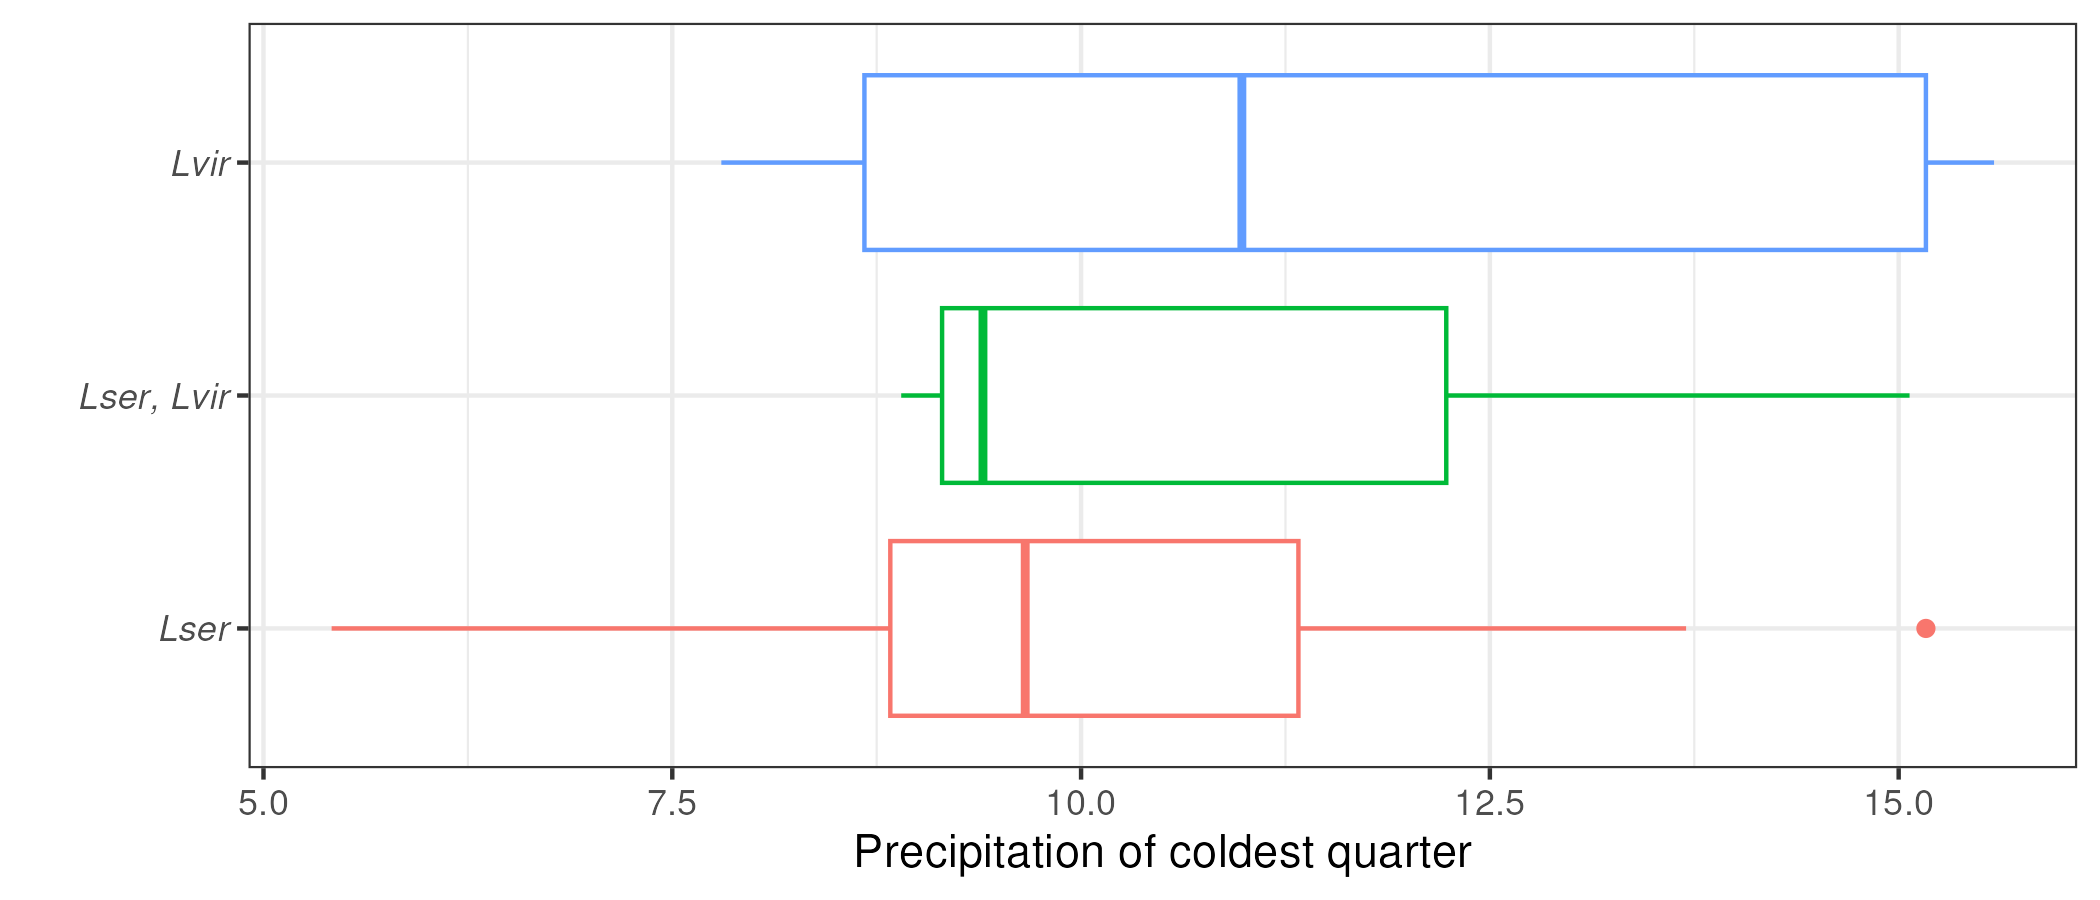 Lvir
Lser, Lvir
Lser
5.0 7.5 10.0 12.5 15.0
Precipitation of coldest quarter